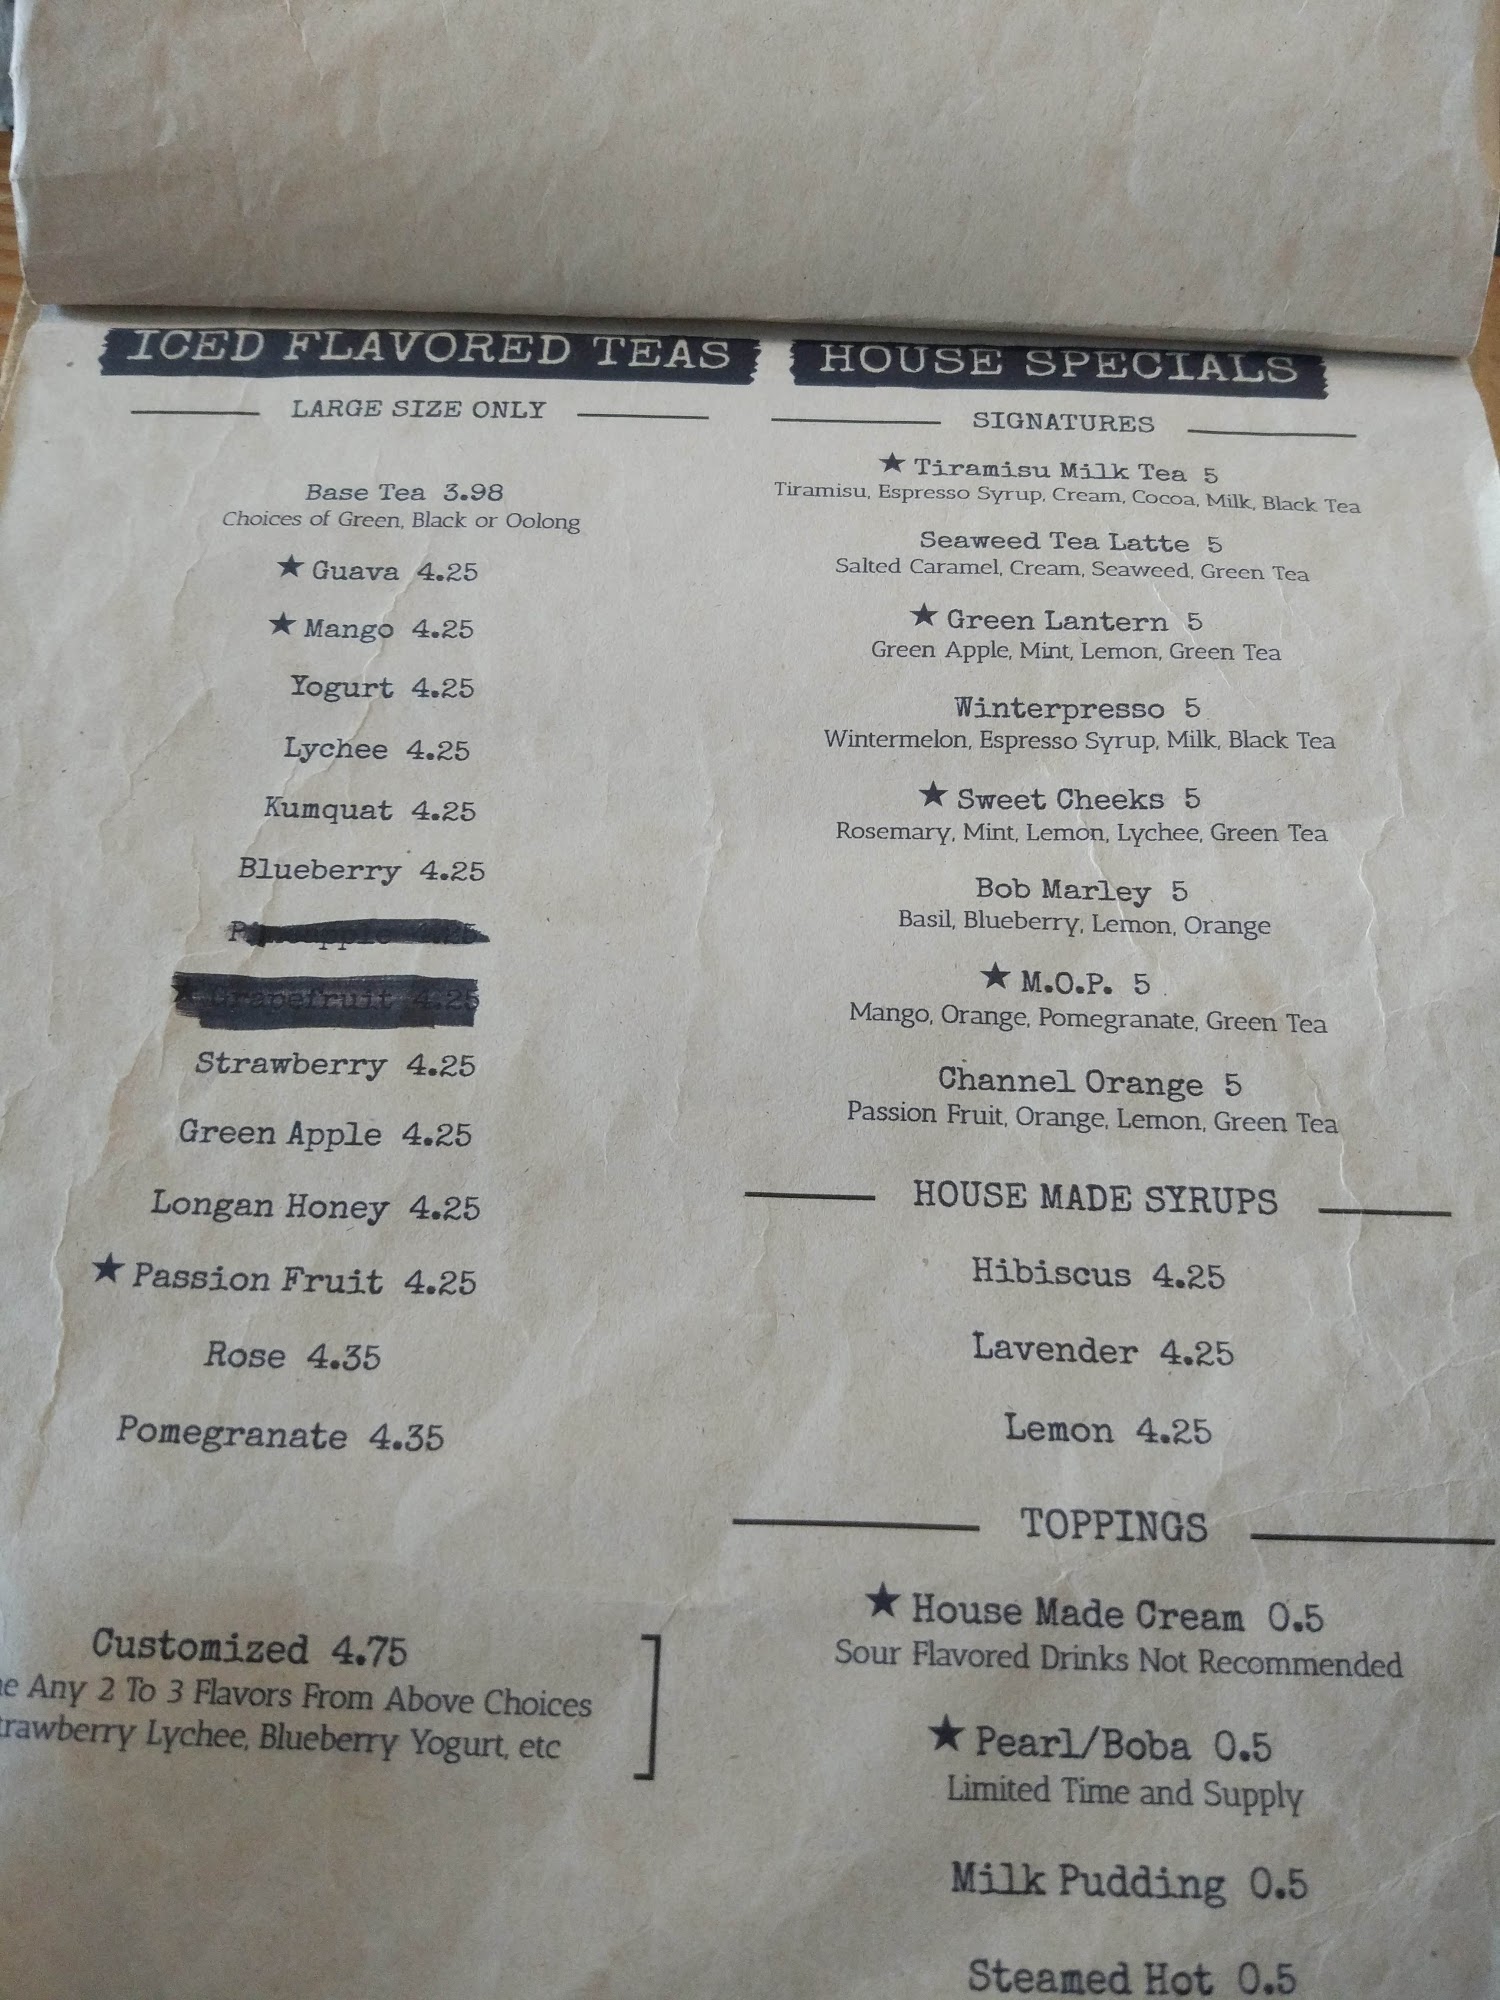 ICED FLAVORED TEAS
LARGE SIZE ONLY
Base Tea 3.98
Choices of Green, Black or Oolong
★ Guava 4.25
★ Mango 4.25
Yogurt 4.25
Lychee 4.25
Kumquat 4.25
Blueberry 4.25
Pineapple 4.25
★ Grapefruit 4.25
Strawberry 4.25
Green Apple 4.25
Longan Honey 4.25
★ Passion Fruit 4.25
Rose 4.35
Pomegranate 4.35
Customized 4.75
Any 2 To 3 Flavors From Above Choices
trawberry Lychee, Blueberry Yogurt, etc
HOUSE SPECIALS
SIGNATURES
★ Tiramisu Milk Tea 5
Tiramisu, Espresso Syrup, Cream, Cocoa, Milk, Black Tea
Seaweed Tea Latte 5
Salted Caramel, Cream, Seaweed, Green Tea
★ Green Lantern 5
Green Apple, Mint, Lemon, Green Tea
Winterpresso 5
Wintermelon, Espresso Syrup, Milk, Black Tea
★ Sweet Cheeks 5
Rosemary, Mint, Lemon, Lychee, Green Tea
Bob Marley 5
Basil, Blueberry, Lemon, Orange
★ M.O.P. 5
Mango, Orange, Pomegranate, Green Tea
Channel Orange 5
Passion Fruit, Orange, Lemon, Green Tea
HOUSE MADE SYRUPS
Hibiscus 4.25
Lavender 4.25
Lemon 4.25
TOPPINGS
★ House Made Cream 0.5
Sour Flavored Drinks Not Recommended
★ Pearl/Boba 0.5
Limited Time and Supply
Milk Pudding 0.5
Steamed Hot 0.5